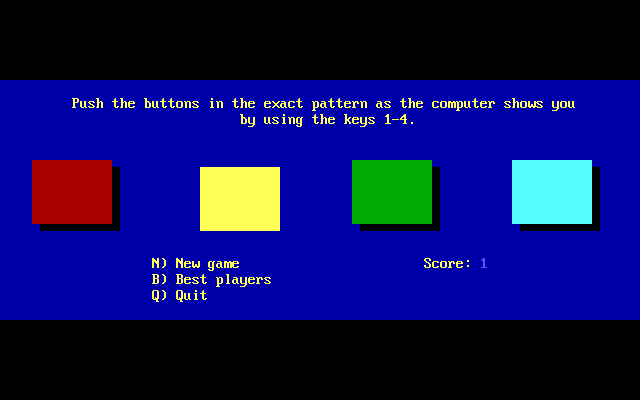 Push the buttons in the exact pattern as the computer shows you
by using the keys 1-4.
N) New game
Score: 1
B) Best players
Q) Quit